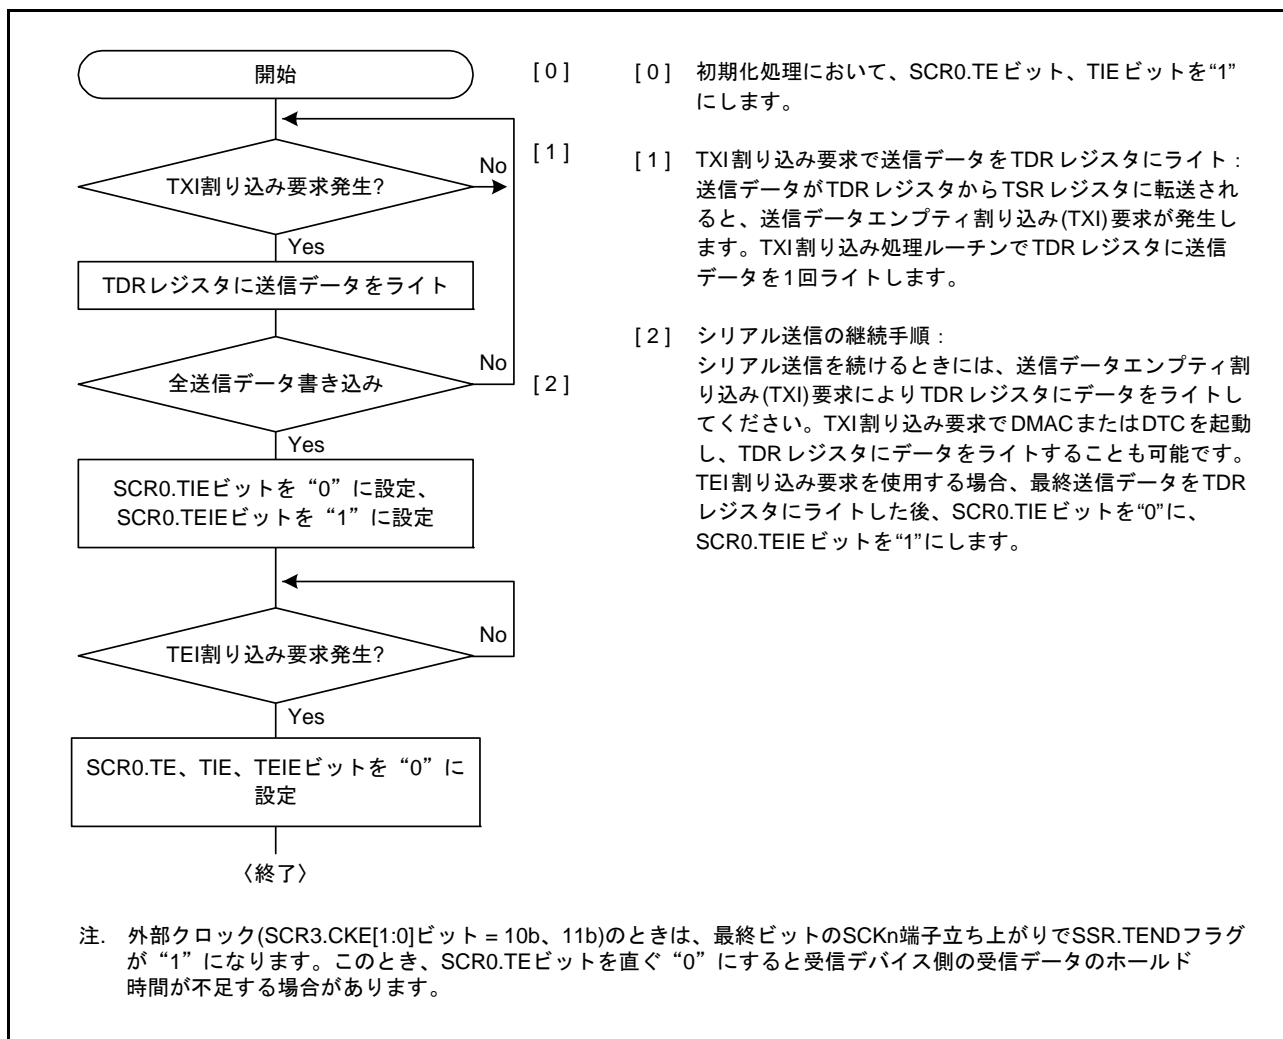 開始
[0]
TXI割り込み要求発生?
No
[1]
Yes
TDRレジスタに送信データをライト
全送信データ書き込み
No
[2]
Yes
SCR0.TIEビットを“0”に設定、
SCR0.TEIEビットを“1”に設定
TEI割り込み要求発生?
No
Yes
SCR0.TE、TIE、TEIEビットを“0”に
設定
〈終了〉
[0] 初期化処理において、SCR0.TEビット、TIEビットを“1”
にします。
[1] TXI割り込み要求で送信データをTDRレジスタにライト：
送信データがTDRレジスタからTSRレジスタに転送され
ると、送信データエンプティ割り込み(TXI)要求が発生し
ます。TXI割り込み処理ルーチンでTDRレジスタに送信
データを1回ライトします。
[2] シリアル送信の継続手順：
シリアル送信を続けるときには、送信データエンプティ割
り込み(TXI)要求によりTDRレジスタにデータをライトし
てください。TXI割り込み要求でDMACまたはDTCを起動
し、TDRレジスタにデータをライトすることも可能です。
TEI割り込み要求を使用する場合、最終送信データをTDR
レジスタにライトした後、SCR0.TIEビットを“0”に、
SCR0.TEIEビットを“1”にします。
注. 外部クロック(SCR3.CKE[1:0]ビット = 10b、11b)のときは、最終ビットのSCKn端子立ち上がりでSSR.TENDフラグ
が“1”になります。このとき、SCR0.TEビットを直ぐ“0”にすると受信デバイス側の受信データのホールド
時間が不足する場合があります。